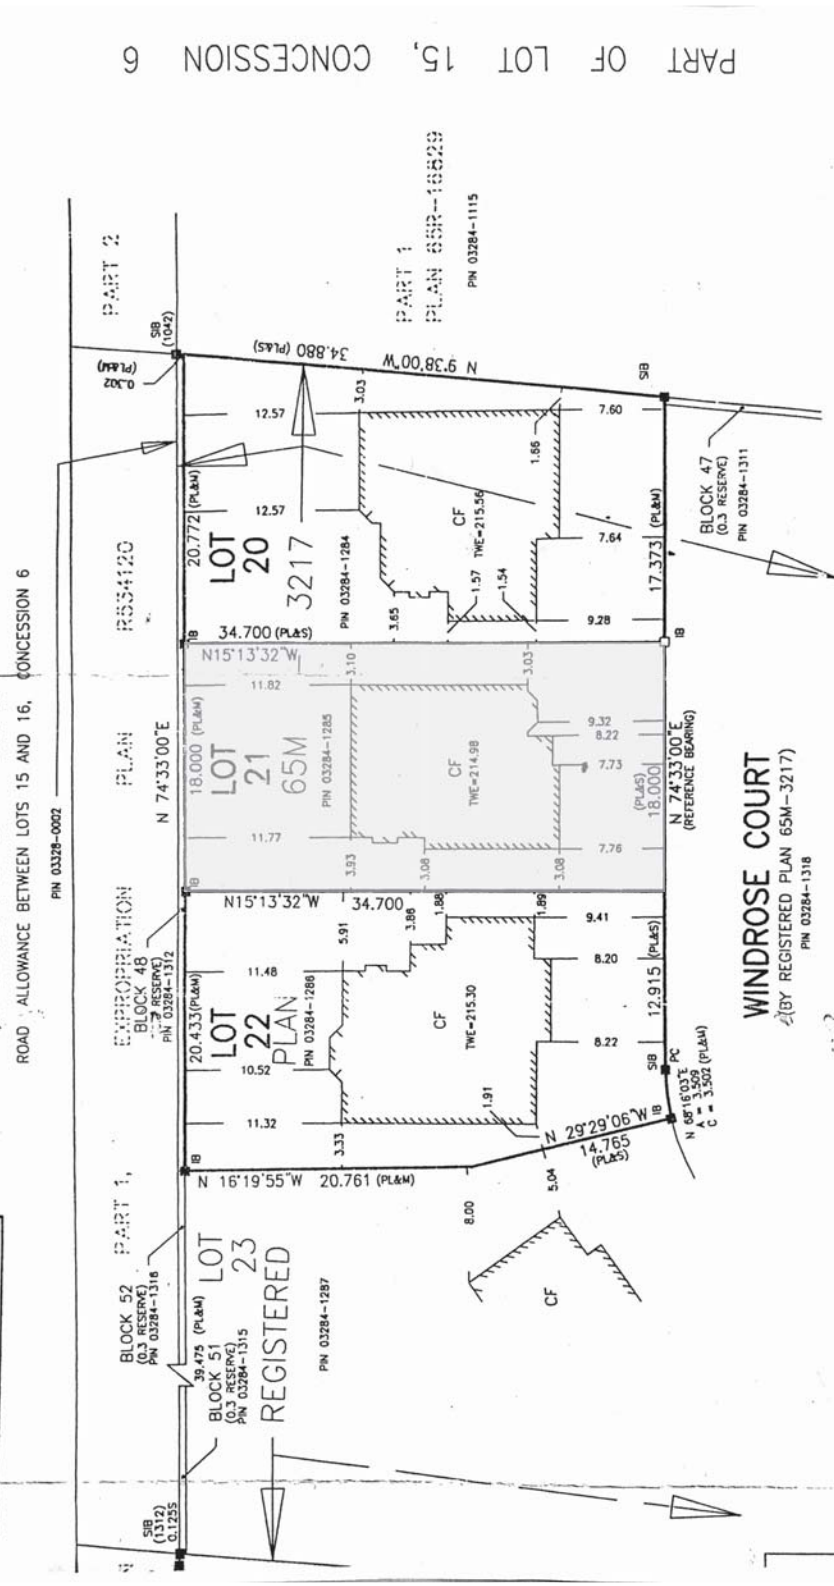 PART OF LOT 15, CONCESSION 6
ROAD ALLOWANCE BETWEEN LOTS 15 AND 16, CONCESSION 6
PIN 03328-0002
PART 1, EXPROPRIATION PLAN R534120 PART 2
N 74°33'00"E
SIB
(1042)
0.302
(PL&M)
PART 1
PLAN 65R-16829
PIN 03284-1115
34.880 (PL&S)
N 9°38'00"W
SIB
BLOCK 47
(0.3 RESERVE)
PIN 03284-1311
20.772 (PL&M)
LOT
20
3217
PIN 03284-1284
12.57
12.57
3.03
3.65
1.66
CF
TWE=215.56
1.57
1.54
7.60
7.64
9.28
17.373 (PL&M)
IB
IB
34.700 (PL&S)
N15°13'32"W
18.000 (PL&M)
LOT
21
65M
PIN 03284-1285
11.82
11.77
3.10
3.03
3.93
3.08
3.08
CF
TWE=214.98
9.32
8.22
7.73
7.76
(PL&S)
18.000
N 74°33'00"E
(REFERENCE BEARING)
WINDROSE COURT
(BY REGISTERED PLAN 65M-3217)
PIN 03284-1318
IB
N15°13'32"W 34.700
BLOCK 48
RESERVE)
PIN 03284-1312
20.433(PL&M)
LOT
22
PLAN
PIN 03284-1286
11.48
10.52
11.32
5.91
3.86
1.88
1.89
3.33
CF
TWE=215.30
9.41
8.20
8.22
1.91
12.915 (PL&S)
SIB
PC
N 68°16'03"E
A = 3.509
C = 3.502 (PL&M)
IB
N 29°29'06"W
14.765
(PL&S)
IB
N 16°19'55"W 20.761 (PL&M)
8.00
5.04
CF
BLOCK 52
(0.3 RESERVE)
PIN 03284-1316
39.475 (PL&M)
BLOCK 51
(0.3 RESERVE)
PIN 03284-1315
LOT
23
REGISTERED
PIN 03284-1287
SIB
(1312)
0.125S